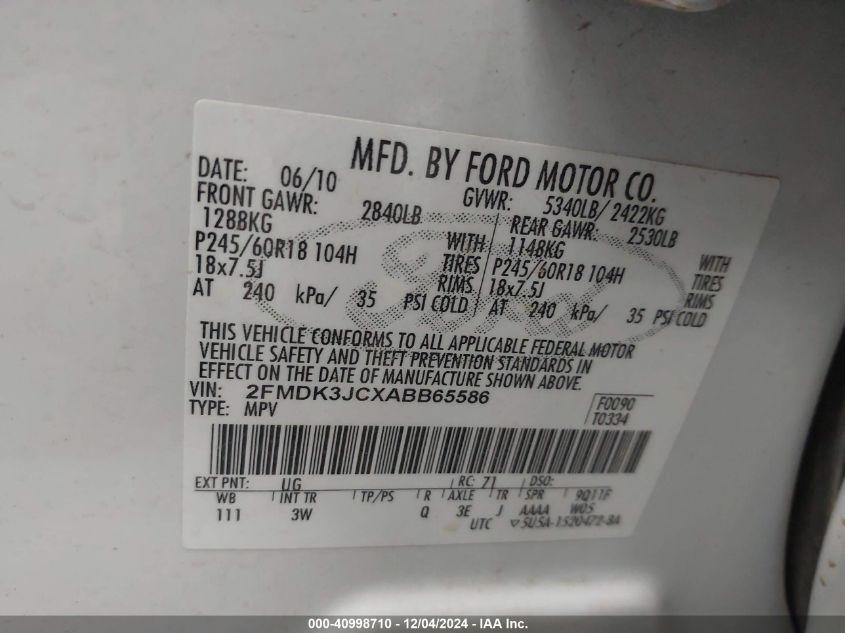 MFD. BY FORD MOTOR CO.
DATE: 06/10 GVWR: 5340LB/ 2422KG
FRONT GAWR: 2840LB REAR GAWR: 2530LB
1288KG WITH 1148KG WITH
P245/60R18 104H TIRES P245/60R18 104H TIRES
18x7.5J RIMS 18x7.5J RIMS
AT 240 kPa/ 35 PSI COLD AT 240 kPa/ 35 PSI COLD
Ford
THIS VEHICLE CONFORMS TO ALL APPLICABLE FEDERAL MOTOR
VEHICLE SAFETY AND THEFT PREVENTION STANDARDS IN
EFFECT ON THE DATE OF MANUFACTURE SHOWN ABOVE.
VIN: 2FMDK3JCXABB65586 F0090
TYPE: MPV T0334
EXT PNT: UG RC: 71 DSO:
WB INT TR TP/PS R AXLE TR SPR 9Q11F
111 3W Q 3E J AAAA W05
UTC ▽5U5A-1520472-BA
000-40998710 - 12/04/2024 - IAA Inc.